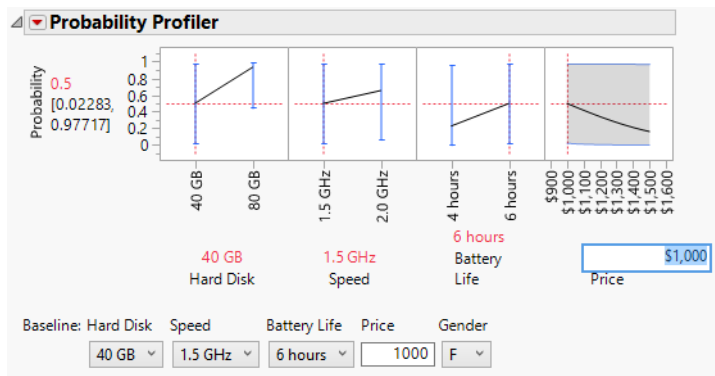 Probability Profiler
Probability
0.5
[0.02283,
0.97717]
1
0.8
0.6
0.4
0.2
0
40 GB
80 GB
1.5 GHz
2.0 GHz
4 hours
6 hours
$900
$1,000
$1,100
$1,200
$1,300
$1,400
$1,500
$1,600
40 GB
Hard Disk
1.5 GHz
Speed
6 hours
Battery
Life
$1,000
Price
Baseline: Hard Disk Speed Battery Life Price Gender
40 GB 1.5 GHz 6 hours 1000 F